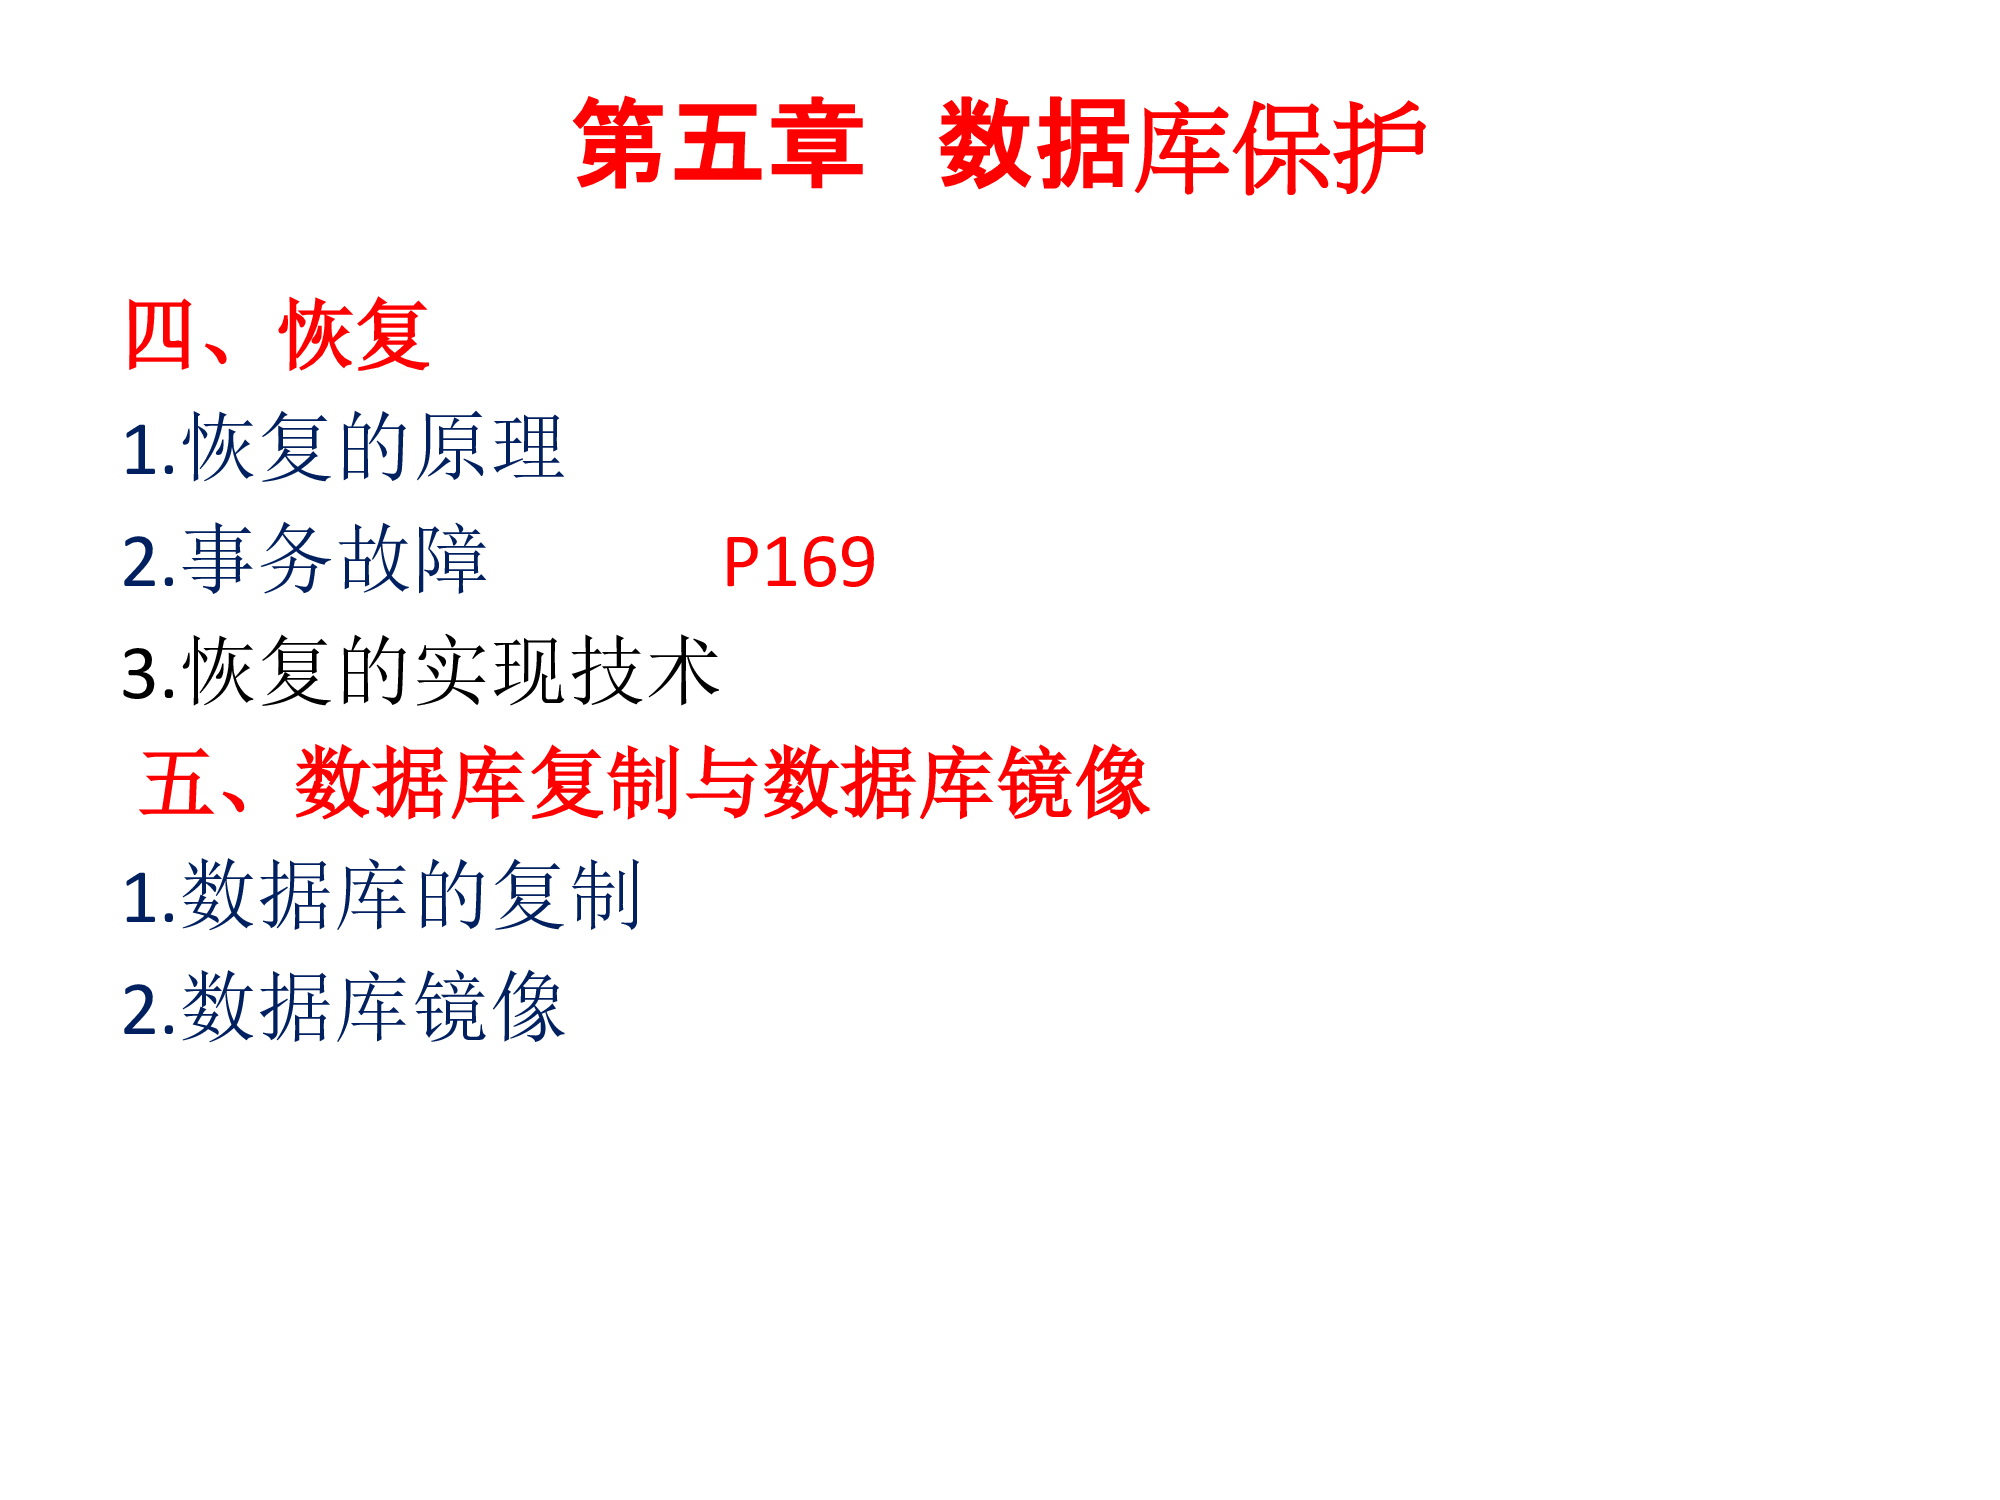 第五章 数据库保护
四、恢复
1.恢复的原理
2.事务故障 P169
3.恢复的实现技术
五、数据库复制与数据库镜像
1.数据库的复制
2.数据库镜像